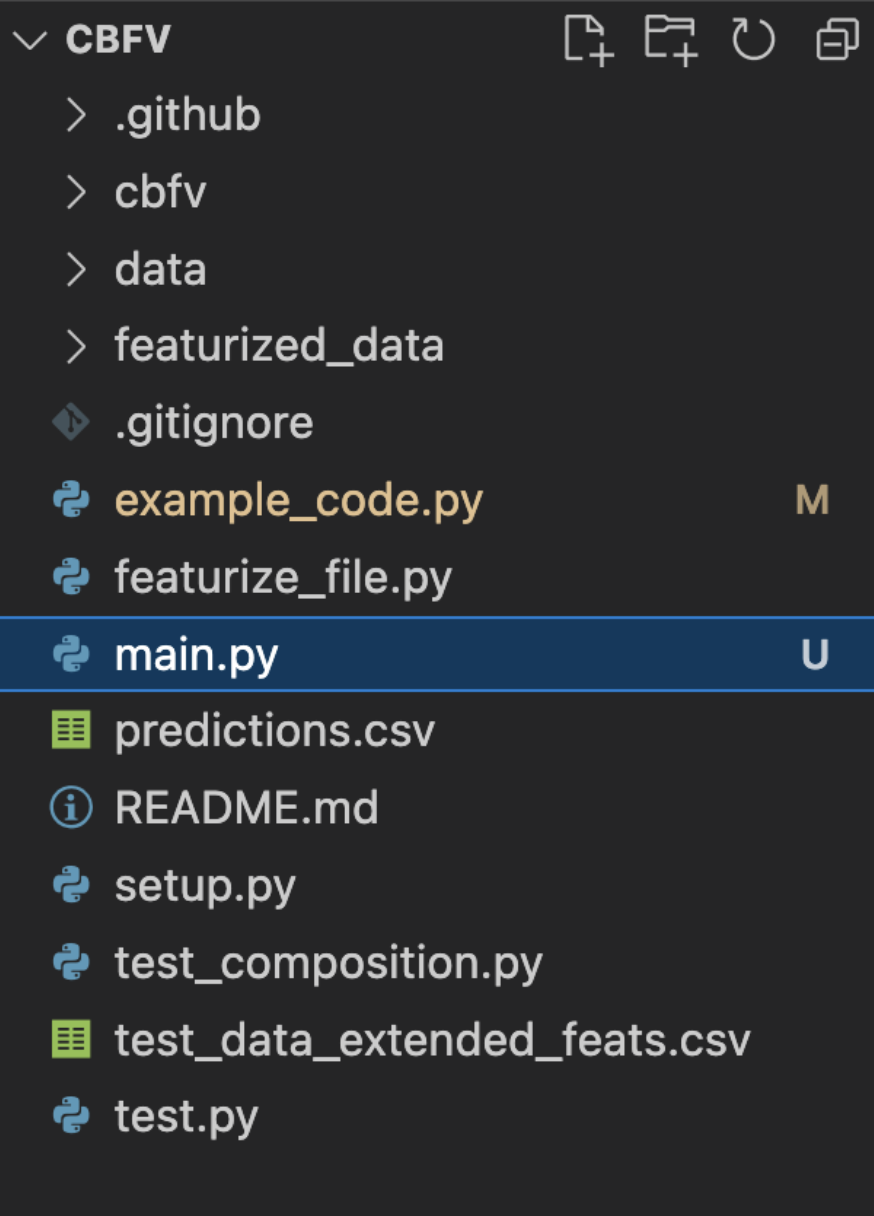 CBFV
.github
cbfv
data
featurized_data
.gitignore
example_code.py M
featurize_file.py
main.py U
predictions.csv
README.md
setup.py
test_composition.py
test_data_extended_feats.csv
test.py